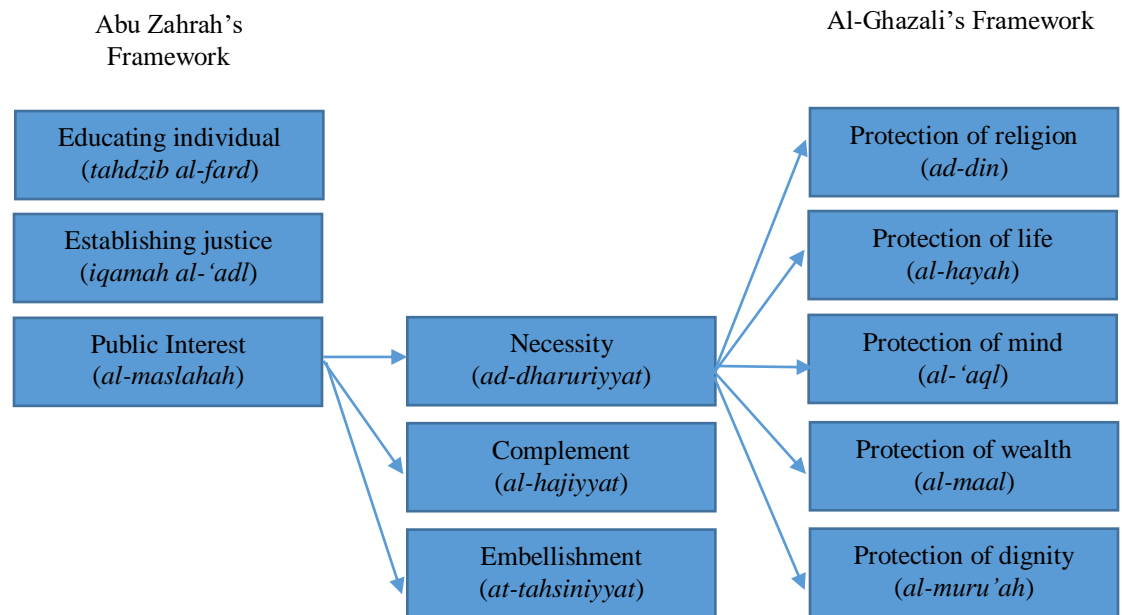 Abu Zahrah’s
Framework
Al-Ghazali’s Framework
Educating individual
(tahdzib al-fard)
Establishing justice
(iqamah al-‘adl)
Public Interest
(al-maslahah)
Necessity
(ad-dharuriyyat)
Complement
(al-hajiyyat)
Embellishment
(at-tahsiniyyat)
Protection of religion
(ad-din)
Protection of life
(al-hayah)
Protection of mind
(al-‘aql)
Protection of wealth
(al-maal)
Protection of dignity
(al-muru’ah)